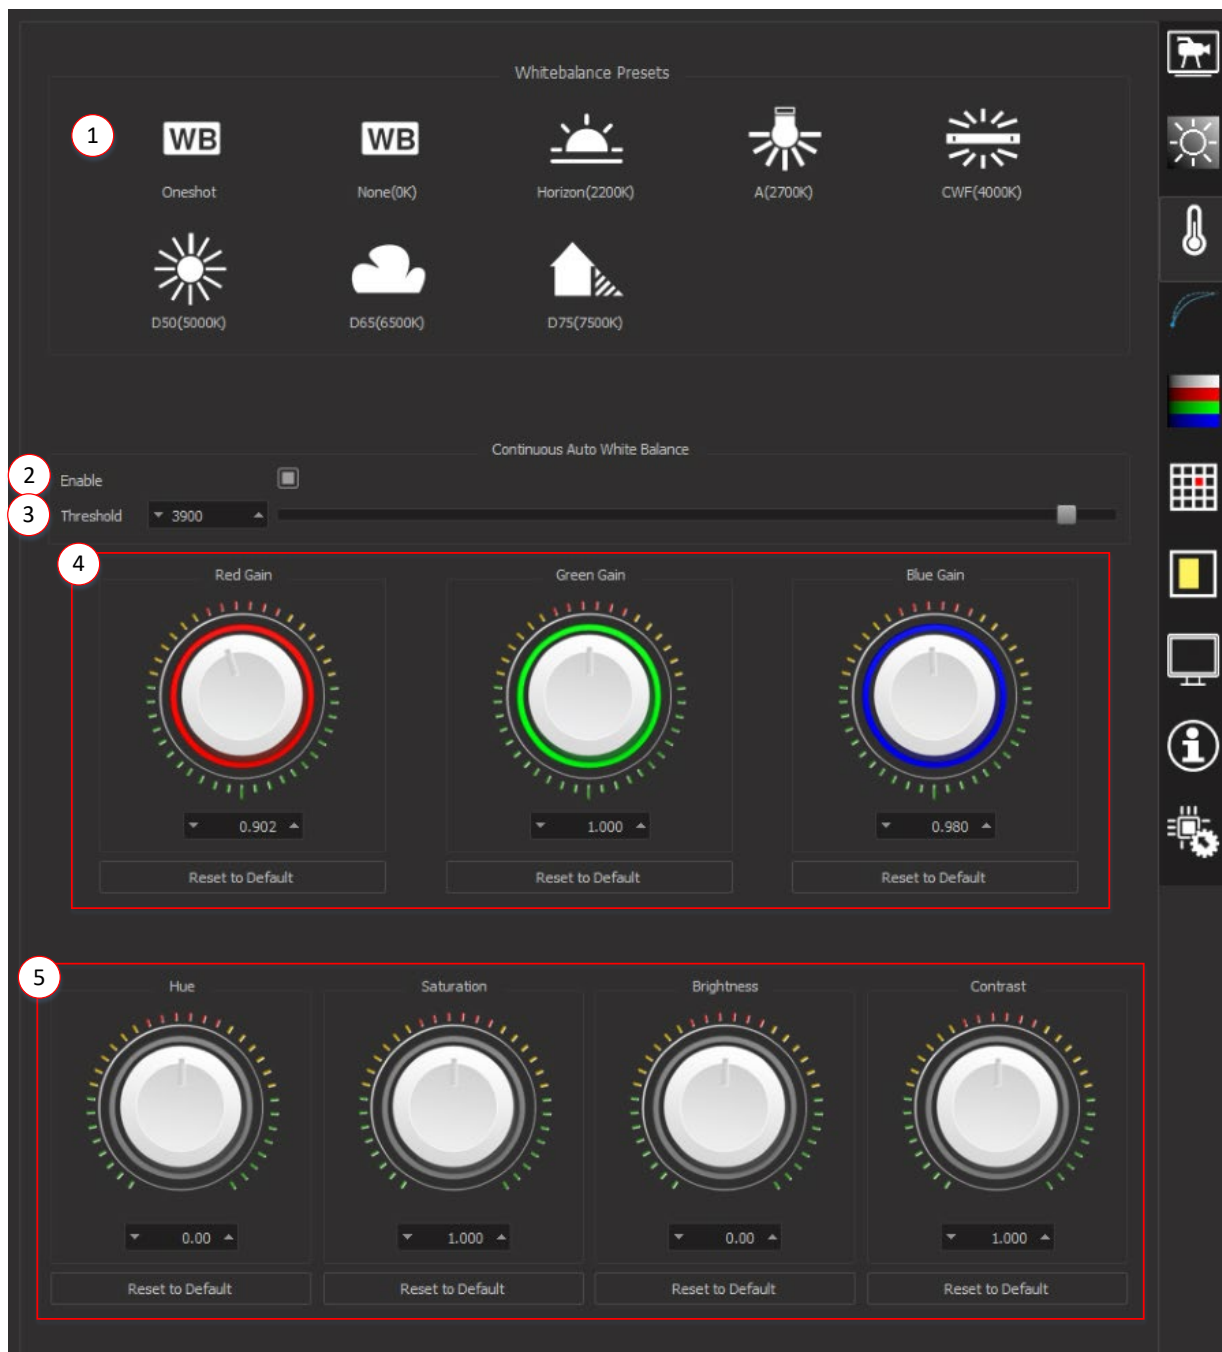 Whitebalance Presets
1
WB WB
Oneshot None(0K) Horizon(2200K) A(2700K) CWF(4000K)
D50(5000K) D65(6500K) D75(7500K)
Continuous Auto White Balance
2 Enable
3 Threshold 3900
4
Red Gain Green Gain Blue Gain
0.902 1.000 0.980
Reset to Default Reset to Default Reset to Default
5
Hue Saturation Brightness Contrast
0.00 1.000 0.00 1.000
Reset to Default Reset to Default Reset to Default Reset to Default